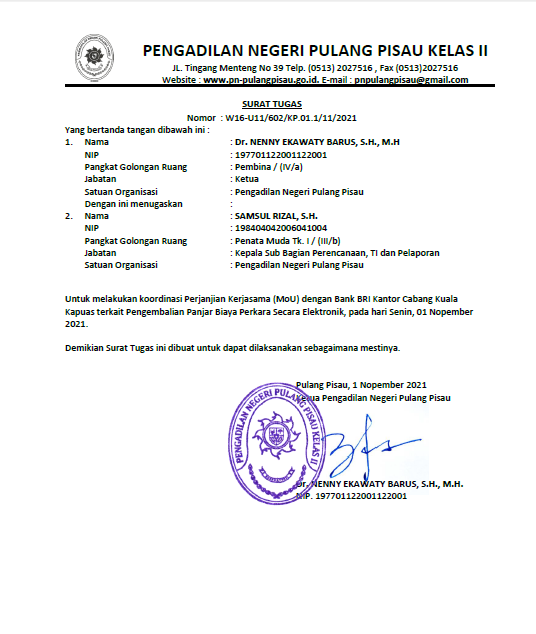 PENGADILAN NEGERI PULANG PISAU KELAS II
JL. Tingang Menteng No 39 Telp. (0513) 2027516 , Fax (0513)2027516
Website : www.pn-pulangpisau.go.id. E-mail : pnpulangpisau@gmail.com
SURAT TUGAS
Nomor : W16-U11/602/KP.01.1/11/2021
Yang bertanda tangan dibawah ini :
1. Nama : Dr. NENNY EKAWATY BARUS, S.H., M.H
NIP : 197701122001122001
Pangkat Golongan Ruang : Pembina / (IV/a)
Jabatan : Ketua
Satuan Organisasi : Pengadilan Negeri Pulang Pisau
Dengan ini menugaskan :
2. Nama : SAMSUL RIZAL, S.H.
NIP : 198404042006041004
Pangkat Golongan Ruang : Penata Muda Tk. I / (III/b)
Jabatan : Kepala Sub Bagian Perencanaan, TI dan Pelaporan
Satuan Organisasi : Pengadilan Negeri Pulang Pisau
Untuk melakukan koordinasi Perjanjian Kerjasama (MoU) dengan Bank BRI Kantor Cabang Kuala
Kapuas terkait Pengembalian Panjar Biaya Perkara Secara Elektronik, pada hari Senin, 01 Nopember
2021.
Demikian Surat Tugas ini dibuat untuk dapat dilaksanakan sebagaimana mestinya.
Pulang Pisau, 1 Nopember 2021
Ketua Pengadilan Negeri Pulang Pisau
PENGADILAN NEGERI PULANG PISAU KELAS II
Dr. NENNY EKAWATY BARUS, S.H., M.H.
NIP. 197701122001122001